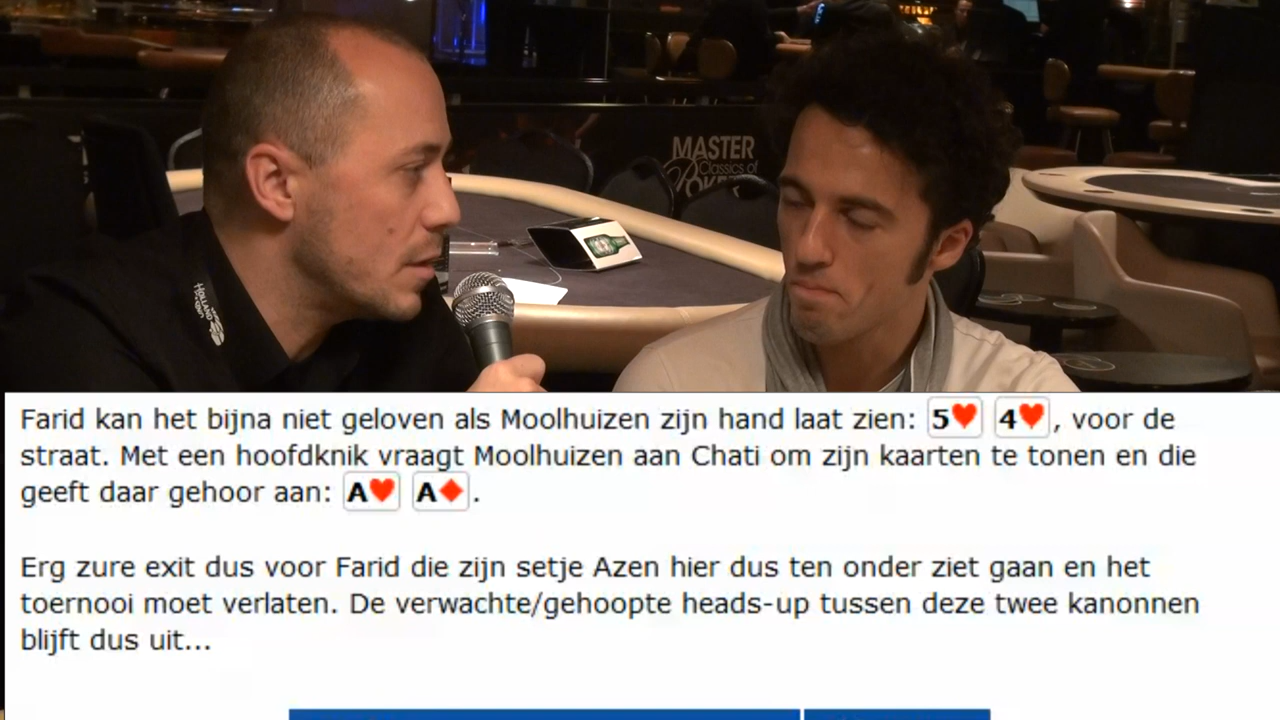 MASTER
Classics of
POKER
HOLLAND
Farid kan het bijna niet geloven als Moolhuizen zijn hand laat zien: 5♥ 4♥, voor de
straat. Met een hoofdknik vraagt Moolhuizen aan Chati om zijn kaarten te tonen en die
geeft daar gehoor aan: A♥ A♦.
Erg zure exit dus voor Farid die zijn setje Azen hier dus ten onder ziet gaan en het
toernooi moet verlaten. De verwachte/gehoopte heads-up tussen deze twee kanonnen
blijft dus uit...